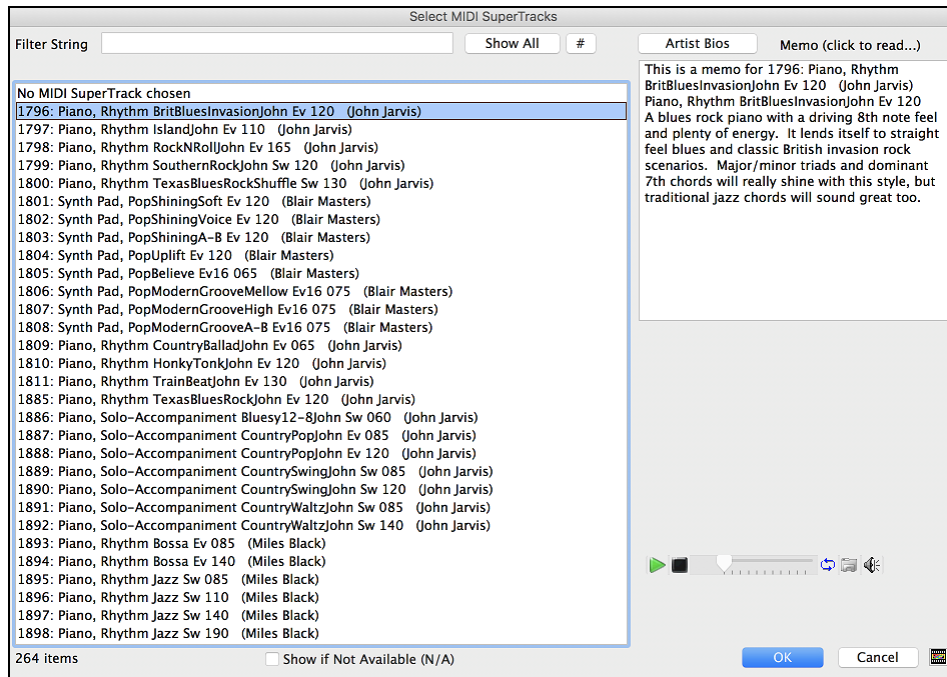 Select MIDI SuperTracks
Filter String
Show All
#
Artist Bios
Memo (click to read...)
No MIDI SuperTrack chosen
1796: Piano, Rhythm BritBluesInvasionJohn Ev 120 (John Jarvis)
1797: Piano, Rhythm IslandJohn Ev 110 (John Jarvis)
1798: Piano, Rhythm RockNRollJohn Ev 165 (John Jarvis)
1799: Piano, Rhythm SouthernRockJohn Sw 120 (John Jarvis)
1800: Piano, Rhythm TexasBluesRockShuffle Sw 130 (John Jarvis)
1801: Synth Pad, PopShiningSoft Ev 120 (Blair Masters)
1802: Synth Pad, PopShiningVoice Ev 120 (Blair Masters)
1803: Synth Pad, PopShiningA-B Ev 120 (Blair Masters)
1804: Synth Pad, PopUplift Ev 120 (Blair Masters)
1805: Synth Pad, PopBelieve Ev16 065 (Blair Masters)
1806: Synth Pad, PopModernGrooveMellow Ev16 075 (Blair Masters)
1807: Synth Pad, PopModernGrooveHigh Ev16 075 (Blair Masters)
1808: Synth Pad, PopModernGrooveA-B Ev16 075 (Blair Masters)
1809: Piano, Rhythm CountryBalladJohn Ev 065 (John Jarvis)
1810: Piano, Rhythm HonkyTonkJohn Ev 120 (John Jarvis)
1811: Piano, Rhythm TrainBeatJohn Ev 130 (John Jarvis)
1885: Piano, Rhythm TexasBluesRockJohn Ev 120 (John Jarvis)
1886: Piano, Solo-Accompaniment Bluesy12-8John Sw 060 (John Jarvis)
1887: Piano, Solo-Accompaniment CountryPopJohn Ev 085 (John Jarvis)
1888: Piano, Solo-Accompaniment CountryPopJohn Ev 120 (John Jarvis)
1889: Piano, Solo-Accompaniment CountrySwingJohn Sw 085 (John Jarvis)
1890: Piano, Solo-Accompaniment CountrySwingJohn Sw 120 (John Jarvis)
1891: Piano, Solo-Accompaniment CountryWaltzJohn Sw 085 (John Jarvis)
1892: Piano, Solo-Accompaniment CountryWaltzJohn Sw 140 (John Jarvis)
1893: Piano, Rhythm Bossa Ev 085 (Miles Black)
1894: Piano, Rhythm Bossa Ev 140 (Miles Black)
1895: Piano, Rhythm Jazz Sw 085 (Miles Black)
1896: Piano, Rhythm Jazz Sw 110 (Miles Black)
1897: Piano, Rhythm Jazz Sw 140 (Miles Black)
1898: Piano, Rhythm Jazz Sw 190 (Miles Black)
This is a memo for 1796: Piano, Rhythm
BritBluesInvasionJohn Ev 120 (John Jarvis)
Piano, Rhythm BritBluesInvasionJohn Ev 120
A blues rock piano with a driving 8th note feel
and plenty of energy. It lends itself to straight
feel blues and classic British invasion rock
scenarios. Major/minor triads and dominant
7th chords will really shine with this style, but
traditional jazz chords will sound great too.
264 items
Show if Not Available (N/A)
OK
Cancel